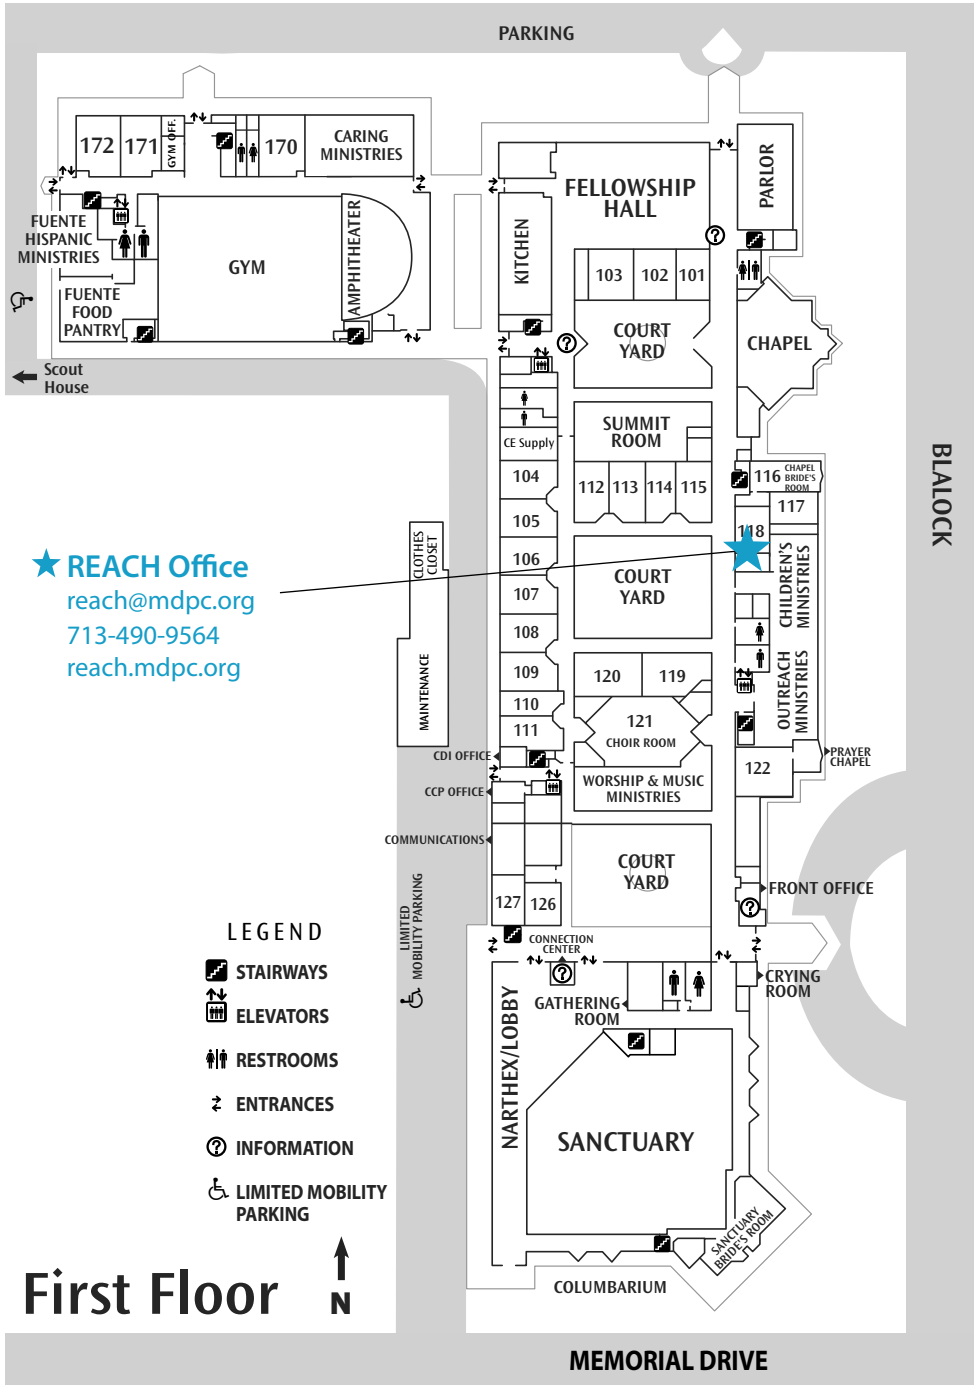 PARKING
172
171
GYM OFF.
170
CARING
MINISTRIES
PARLOR
FELLOWSHIP
HALL
KITCHEN
FUENTE
HISPANIC
MINISTRIES
GYM
AMPHITHEATER
103
102
101
FUENTE
FOOD
PANTRY
COURT
YARD
CHAPEL
Scout
House
SUMMIT
ROOM
CE Supply
104
112
113
114
115
116
CHAPEL
BRIDE'S
ROOM
117
BLALOCK
105
118
CLOTHES
CLOSET
106
COURT
YARD
CHILDREN'S
MINISTRIES
REACH Office
reach@mdpc.org
713-490-9564
reach.mdpc.org
107
108
109
120
119
MAINTENANCE
OUTREACH
MINISTRIES
110
111
121
CHOIR ROOM
CDI OFFICE
PRAYER
CHAPEL
122
WORSHIP & MUSIC
MINISTRIES
CCP OFFICE
COMMUNICATIONS
COURT
YARD
FRONT OFFICE
127
126
LIMITED
MOBILITY PARKING
CONNECTION
CENTER
CRYING
ROOM
GATHERING
ROOM
NARTHEX/LOBBY
SANCTUARY
SANCTUARY
BRIDE'S ROOM
COLUMBARIUM
LEGEND
STAIRWAYS
ELEVATORS
RESTROOMS
ENTRANCES
INFORMATION
LIMITED MOBILITY
PARKING
First Floor
N
MEMORIAL DRIVE